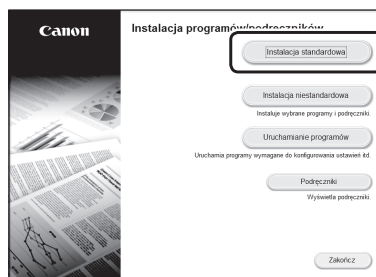 Canon
Instalacja programów/podręczników
Instalacja standardowa
Instalacja niestandardowa
Instaluje wybrane programy i podręczniki.
Uruchamianie programów
Uruchamia programy wymagane do konfigurowania ustawień itd.
Podręczniki
Wyświetla podręczniki.
Zakończ